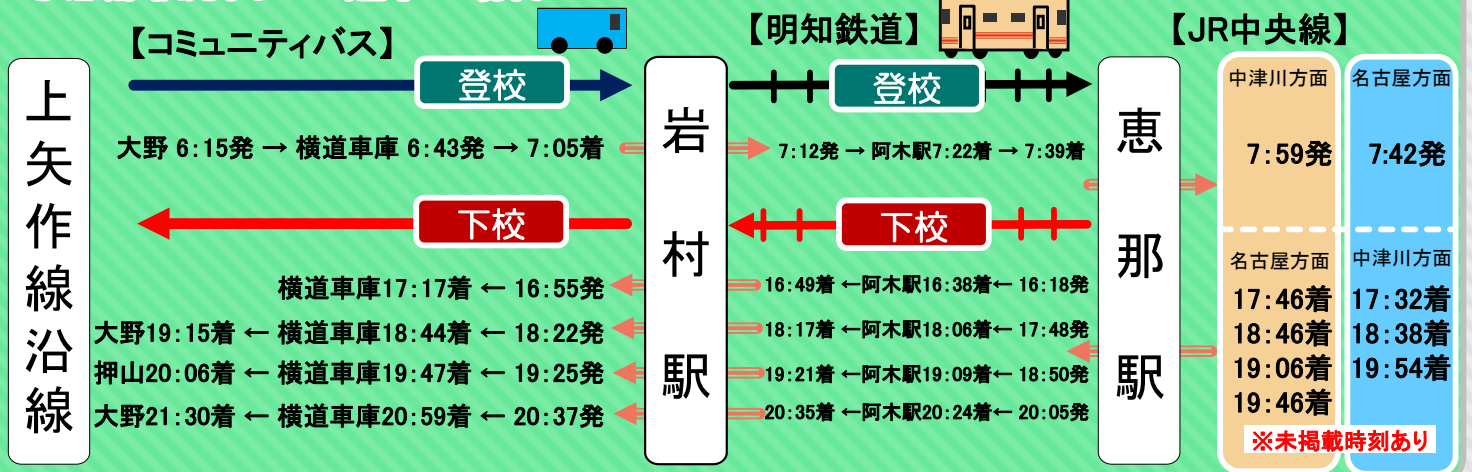 【コミュニティバス】
【明知鉄道】
【JR中央線】
上矢作線沿線
登校
大野 6:15発 → 横道車庫 6:43発 → 7:05着
下校
横道車庫17:17着 ← 16:55発
大野19:15着 ← 横道車庫18:44着 ← 18:22発
押山20:06着 ← 横道車庫19:47着 ← 19:25発
大野21:30着 ← 横道車庫20:59着 ← 20:37発
岩村駅
登校
7:12発 → 阿木駅7:22着 → 7:39着
下校
16:49着 ←阿木駅16:38着← 16:18発
18:17着 ←阿木駅18:06着← 17:48発
19:21着 ←阿木駅19:09着← 18:50発
20:35着 ←阿木駅20:24着← 20:05発
恵那駅
中津川方面
7:59発
名古屋方面
7:42発
名古屋方面
17:46着
18:46着
19:06着
19:46着
中津川方面
17:32着
18:38着
19:54着
※未掲載時刻あり